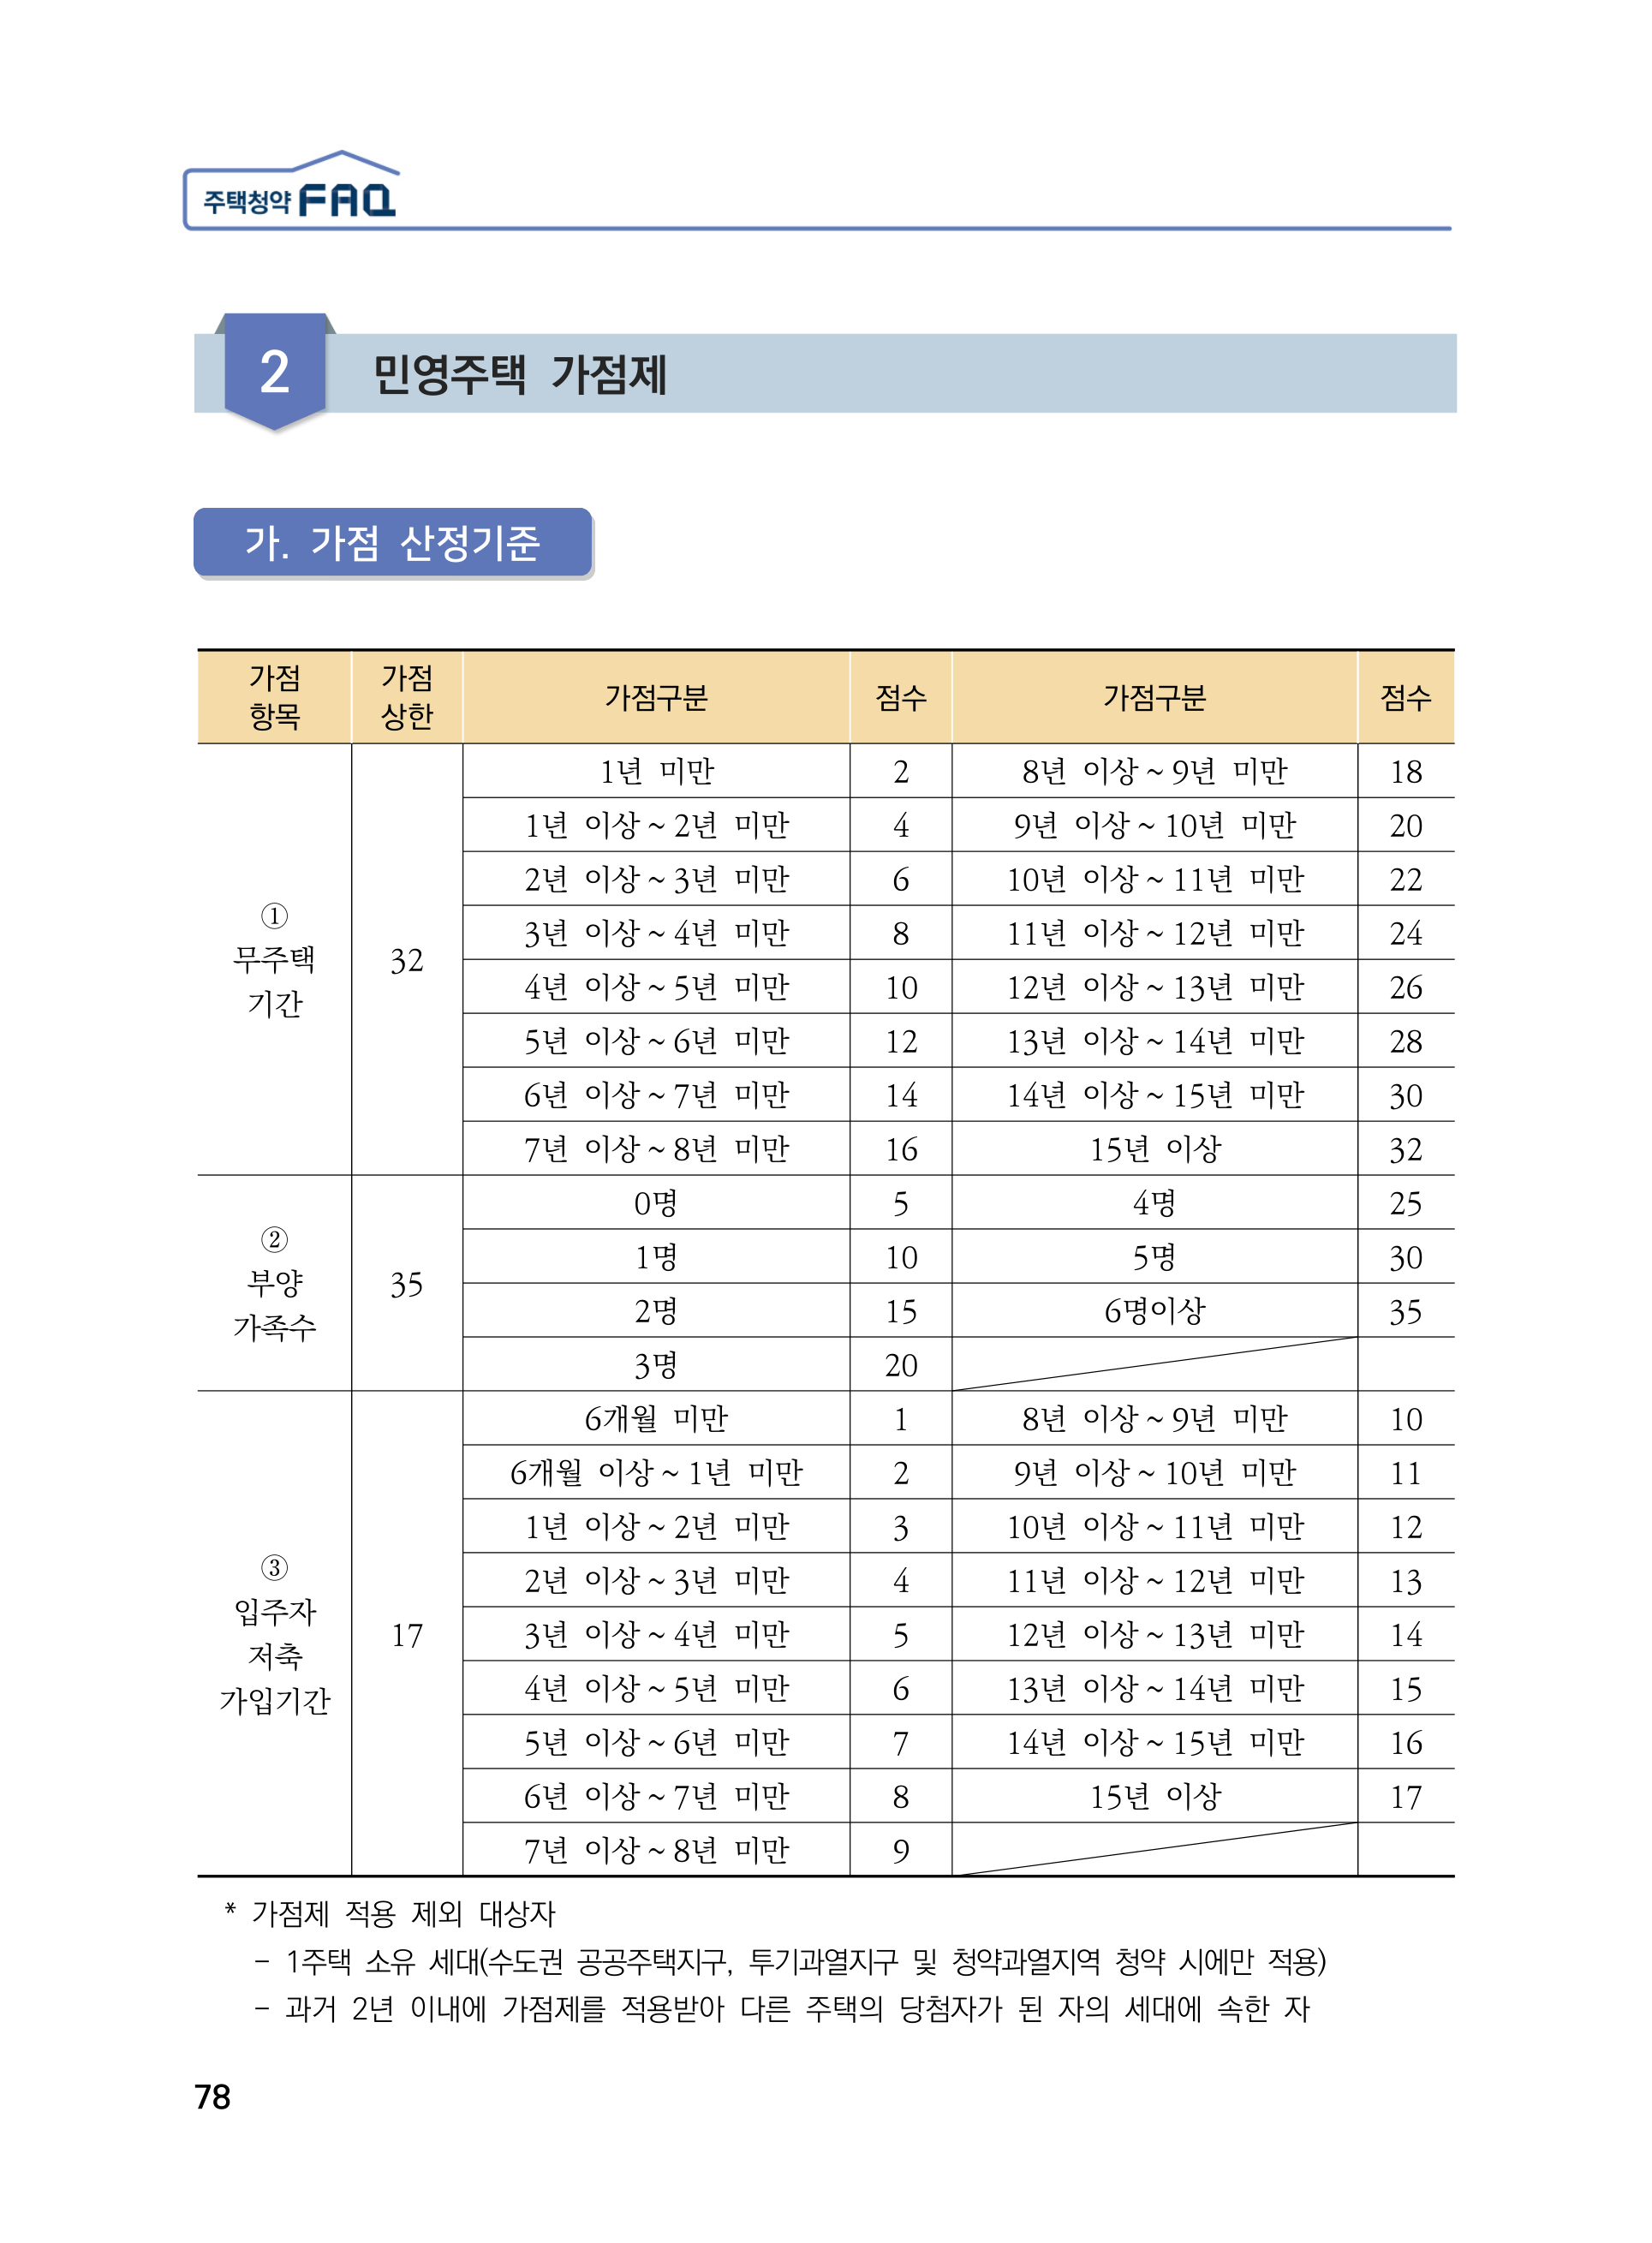 주택청약 FAQ
2 민영주택 가점제
가. 가점 산정기준
가점 항목 가점 상한 가점구분 점수 가점구분 점수
① 무주택 기간 32
1년 미만 2 8년 이상 ~ 9년 미만 18
1년 이상 ~ 2년 미만 4 9년 이상 ~ 10년 미만 20
2년 이상 ~ 3년 미만 6 10년 이상 ~ 11년 미만 22
3년 이상 ~ 4년 미만 8 11년 이상 ~ 12년 미만 24
4년 이상 ~ 5년 미만 10 12년 이상 ~ 13년 미만 26
5년 이상 ~ 6년 미만 12 13년 이상 ~ 14년 미만 28
6년 이상 ~ 7년 미만 14 14년 이상 ~ 15년 미만 30
7년 이상 ~ 8년 미만 16 15년 이상 32
② 부양 가족수 35
0명 5 4명 25
1명 10 5명 30
2명 15 6명이상 35
3명 20
③ 입주자 저축 가입기간 17
6개월 미만 1 8년 이상 ~ 9년 미만 10
6개월 이상 ~ 1년 미만 2 9년 이상 ~ 10년 미만 11
1년 이상 ~ 2년 미만 3 10년 이상 ~ 11년 미만 12
2년 이상 ~ 3년 미만 4 11년 이상 ~ 12년 미만 13
3년 이상 ~ 4년 미만 5 12년 이상 ~ 13년 미만 14
4년 이상 ~ 5년 미만 6 13년 이상 ~ 14년 미만 15
5년 이상 ~ 6년 미만 7 14년 이상 ~ 15년 미만 16
6년 이상 ~ 7년 미만 8 15년 이상 17
7년 이상 ~ 8년 미만 9
* 가점제 적용 제외 대상자
- 1주택 소유 세대(수도권 공공주택지구, 투기과열지구 및 청약과열지역 청약 시에만 적용)
- 과거 2년 이내에 가점제를 적용받아 다른 주택의 당첨자가 된 자의 세대에 속한 자
78